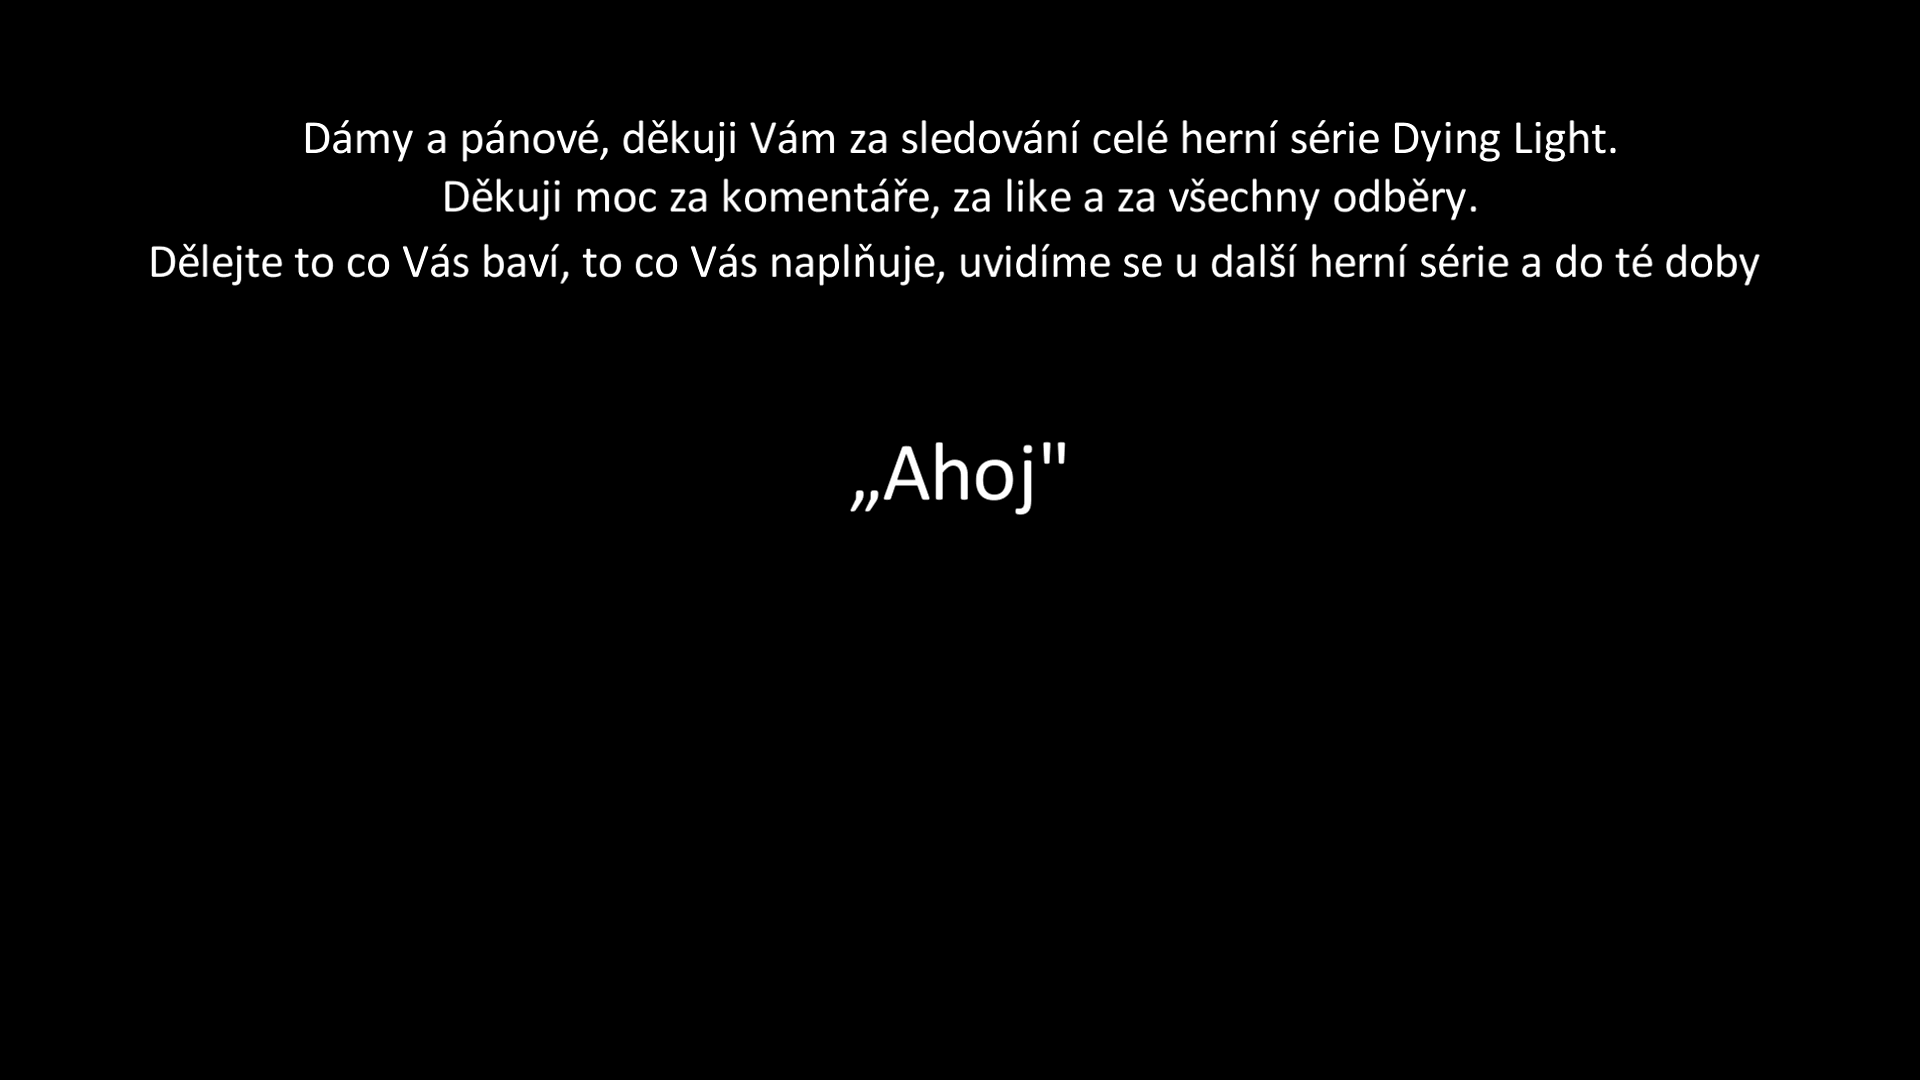 Dámy a pánové, děkuji Vám za sledování celé herní série Dying Light.
Děkuji moc za komentáře, za like a za všechny odběry.
Dělejte to co Vás baví, to co Vás naplňuje, uvidíme se u další herní série a do té doby
„Ahoj"